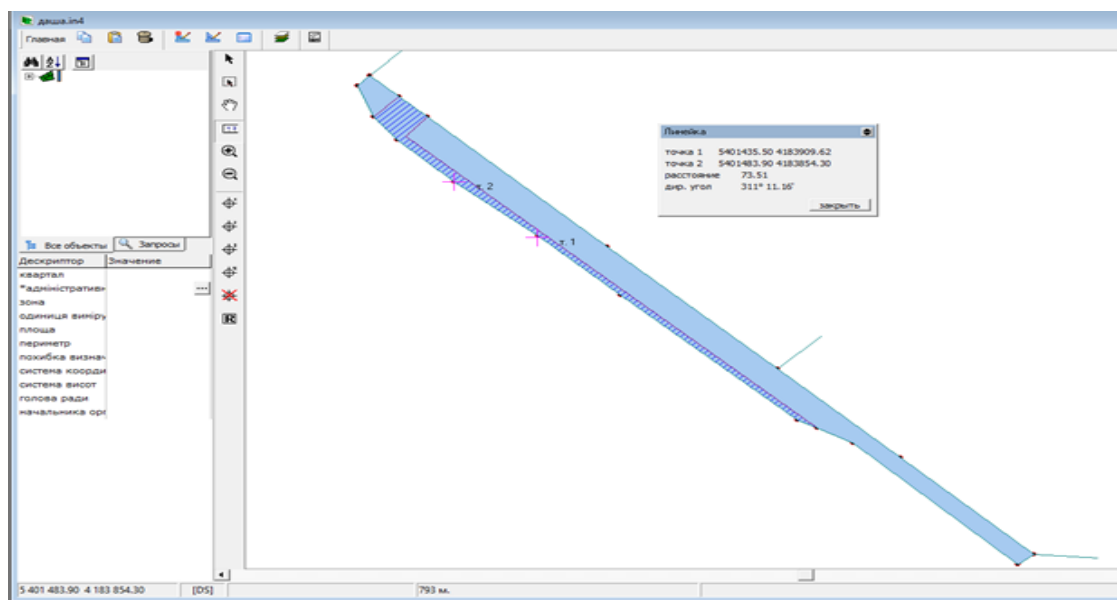 даша.in4
Главная
Линейка
точка 1 5401435.50 4183909.62
точка 2 5401483.90 4183854.30
расстояние 73.51
дир. угол 311° 11.16'
закрыть
т. 2
т. 1
Все объекты Запросы
Дескриптор Значение
квартал
*адміністративн
зона
одиниця виміру
площа
периметр
похибка визнач
система коорди
система висот
голова ради
начальника орг
5 401 483.90 4 183 854.30 [DS] 793 м.